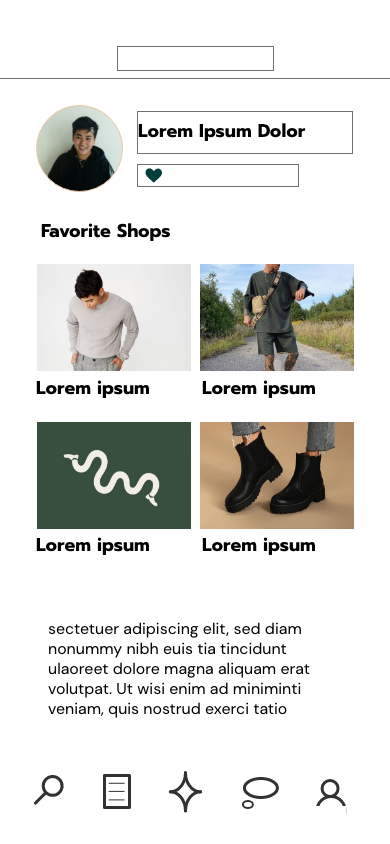 Lorem Ipsum Dolor
Favorite Shops
Lorem ipsum
Lorem ipsum
Lorem ipsum
Lorem ipsum
sectetuer adipiscing elit, sed diam
nonummy nibh euis tia tincidunt
ulaoreet dolore magna aliquam erat
volutpat. Ut wisi enim ad miniminti
veniam, quis nostrud exerci tatio